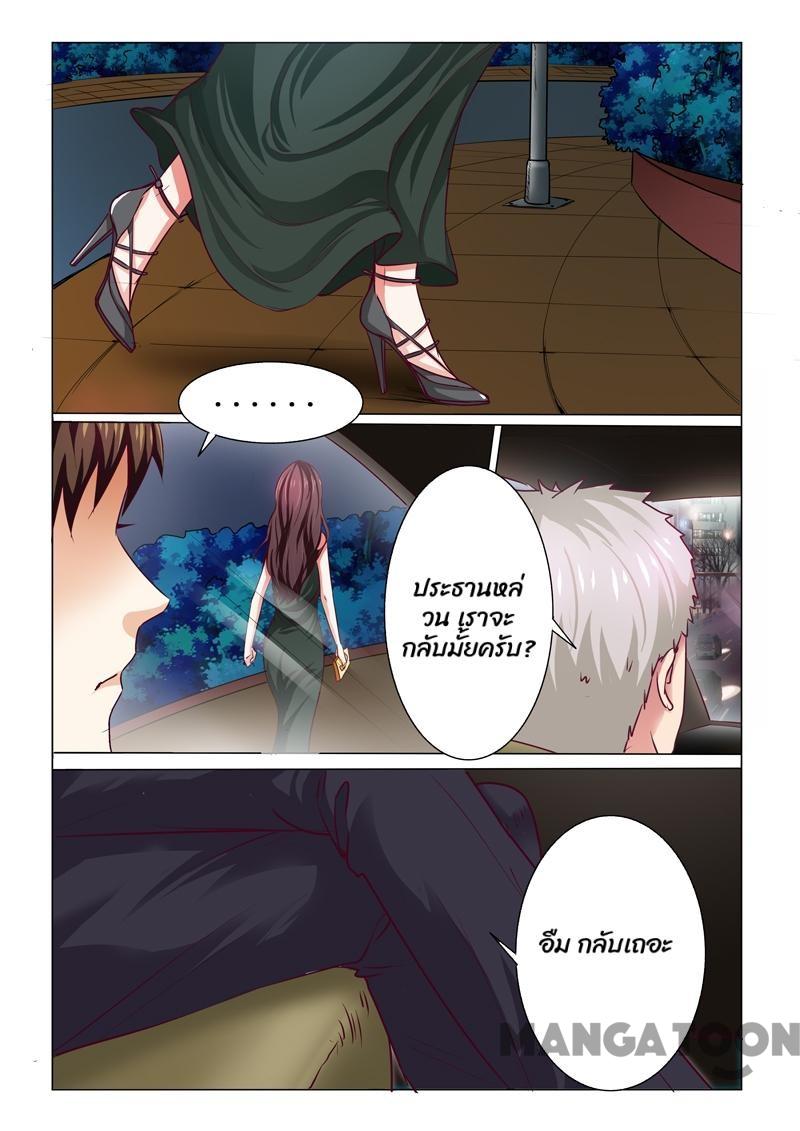 ......
ประธานหล่
วน เราจะ
กลับมั้ยครับ?
อืม กลับเถอะ
MANGATOON